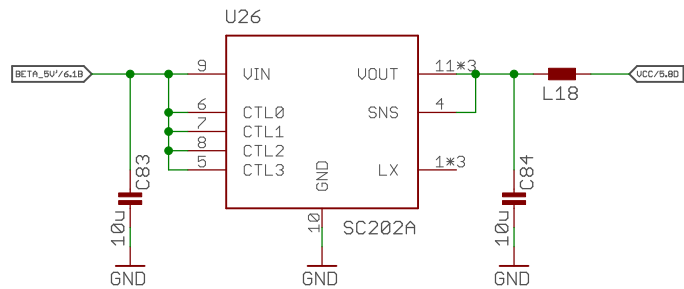 U26
BETA_5V'/6.1B
9 VIN VOUT 11*3
VCC/5.8D
6 CTL0 SNS 4
L18
7 CTL1
8 CTL2
5 CTL3 LX 1*3
GND
C83
10u
C84
10u
10
SC202A
GND
GND
GND